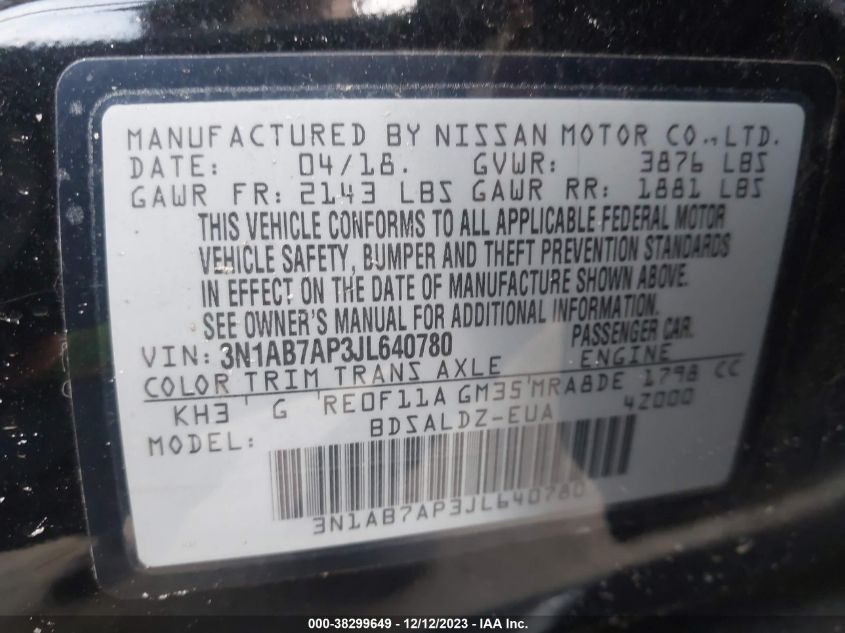 MANUFACTURED BY NISSAN MOTOR CO., LTD.
DATE: 04/18. GVWR: 3876 LBS
GAWR FR: 2143 LBS GAWR RR: 1881 LBS
THIS VEHICLE CONFORMS TO ALL APPLICABLE FEDERAL MOTOR
VEHICLE SAFETY, BUMPER AND THEFT PREVENTION STANDARDS
IN EFFECT ON THE DATE OF MANUFACTURE SHOWN ABOVE.
SEE OWNER'S MANUAL FOR ADDITIONAL INFORMATION.
VIN: 3N1AB7AP3JL640780 PASSENGER CAR.
COLOR TRIM TRANS AXLE ENGINE
KH3 G RE0F11A GM35 MRA8DE 1798 CC
MODEL: BDSALDZ-EUA 4Z000
3N1AB7AP3JL640780
000-38299649 - 12/12/2023 - IAA Inc.